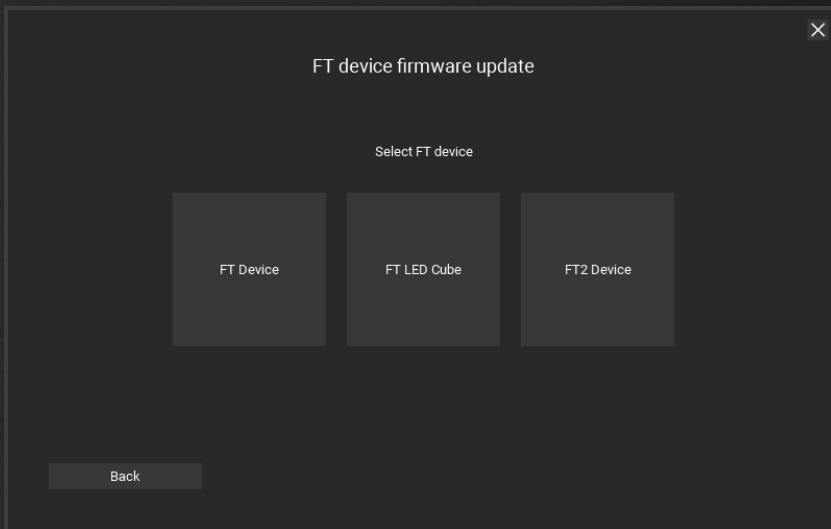 FT device firmware update
Select FT device
FT Device
FT LED Cube
FT2 Device
Back